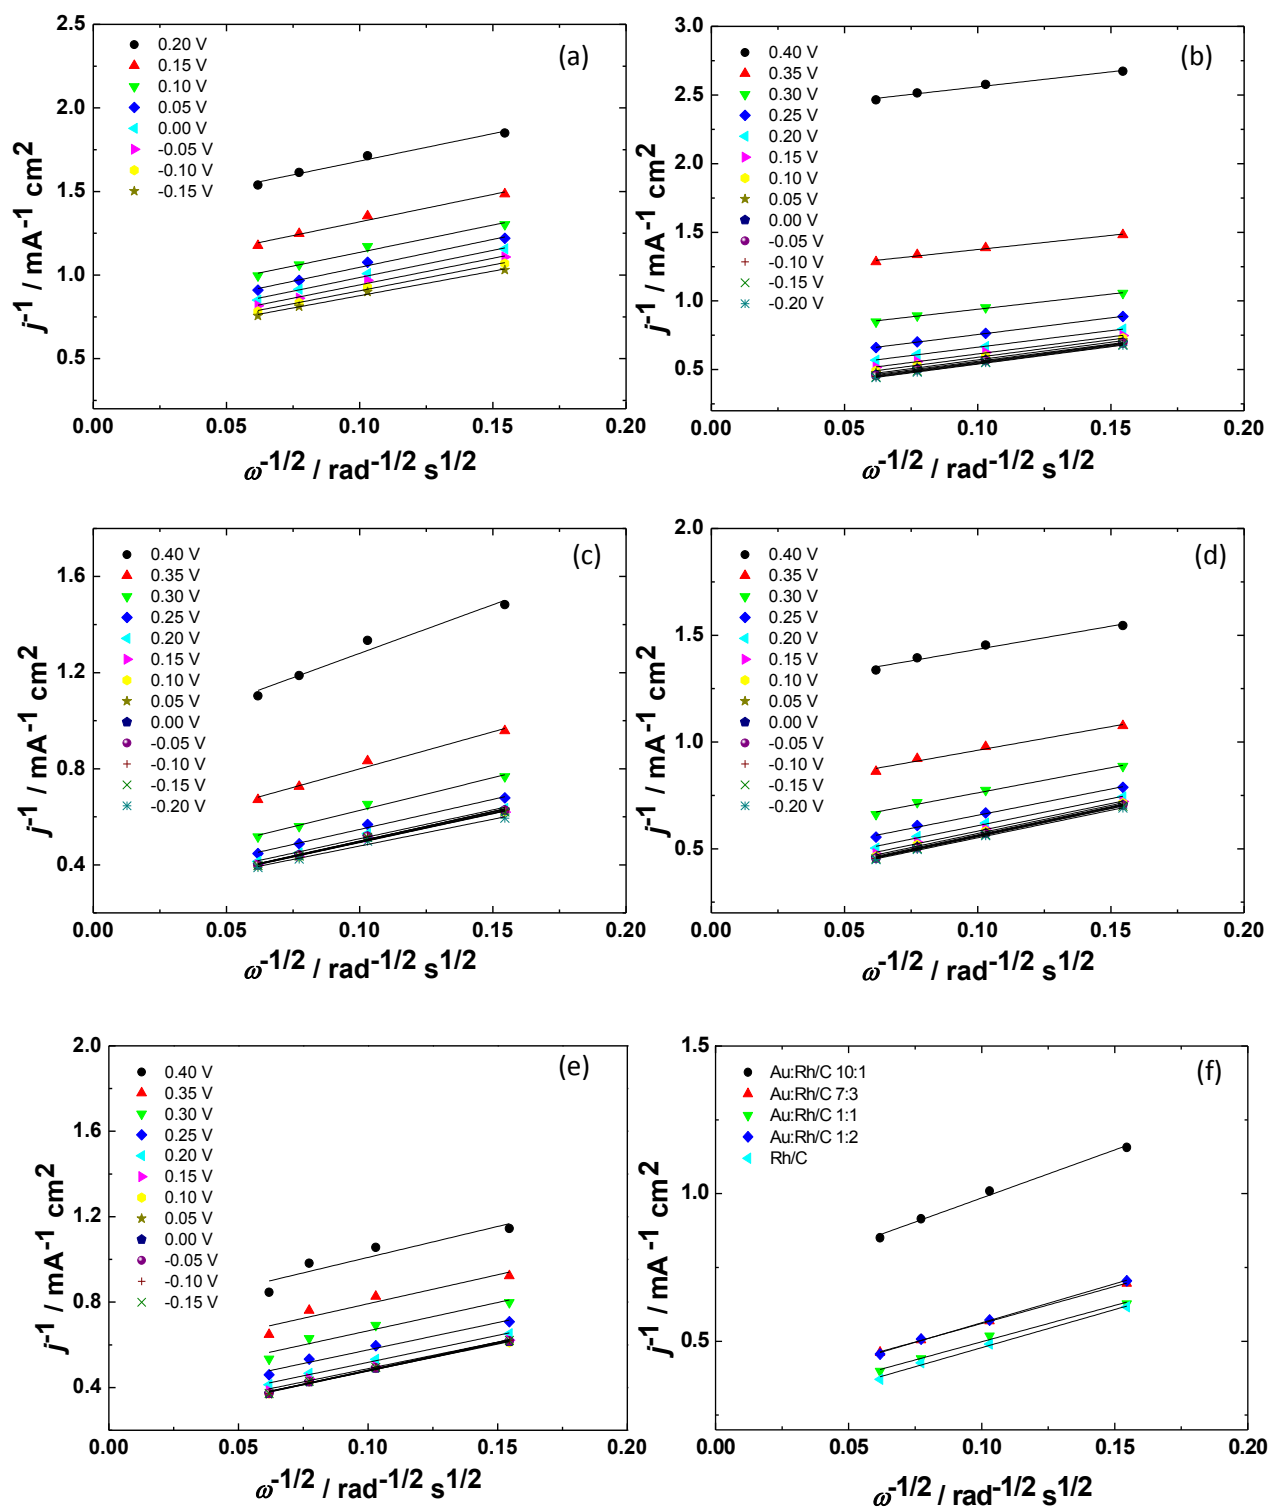 (a)
2.5
2.0
1.5
1.0
0.5
0.20 V
0.15 V
0.10 V
0.05 V
0.00 V
-0.05 V
-0.10 V
-0.15 V
j⁻¹ / mA⁻¹ cm²
0.00 0.05 0.10 0.15 0.20
ω⁻¹/² / rad⁻¹/² s¹/²
(b)
3.0
2.5
2.0
1.5
1.0
0.5
0.40 V
0.35 V
0.30 V
0.25 V
0.20 V
0.15 V
0.10 V
0.05 V
0.00 V
-0.05 V
-0.10 V
-0.15 V
-0.20 V
j⁻¹ / mA⁻¹ cm²
0.00 0.05 0.10 0.15 0.20
ω⁻¹/² / rad⁻¹/² s¹/²
(c)
1.6
1.2
0.8
0.4
0.40 V
0.35 V
0.30 V
0.25 V
0.20 V
0.15 V
0.10 V
0.05 V
0.00 V
-0.05 V
-0.10 V
-0.15 V
-0.20 V
j⁻¹ / mA⁻¹ cm²
0.00 0.05 0.10 0.15 0.20
ω⁻¹/² / rad⁻¹/² s¹/²
(d)
2.0
1.5
1.0
0.5
0.40 V
0.35 V
0.30 V
0.25 V
0.20 V
0.15 V
0.10 V
0.05 V
0.00 V
-0.05 V
-0.10 V
-0.15 V
-0.20 V
j⁻¹ / mA⁻¹ cm²
0.00 0.05 0.10 0.15 0.20
ω⁻¹/² / rad⁻¹/² s¹/²
(e)
2.0
1.6
1.2
0.8
0.4
0.40 V
0.35 V
0.30 V
0.25 V
0.20 V
0.15 V
0.10 V
0.05 V
0.00 V
-0.05 V
-0.10 V
-0.15 V
j⁻¹ / mA⁻¹ cm²
0.00 0.05 0.10 0.15 0.20
ω⁻¹/² / rad⁻¹/² s¹/²
(f)
1.5
1.0
0.5
Au:Rh/C 10:1
Au:Rh/C 7:3
Au:Rh/C 1:1
Au:Rh/C 1:2
Rh/C
j⁻¹ / mA⁻¹ cm²
0.00 0.05 0.10 0.15 0.20
ω⁻¹/² / rad⁻¹/² s¹/²